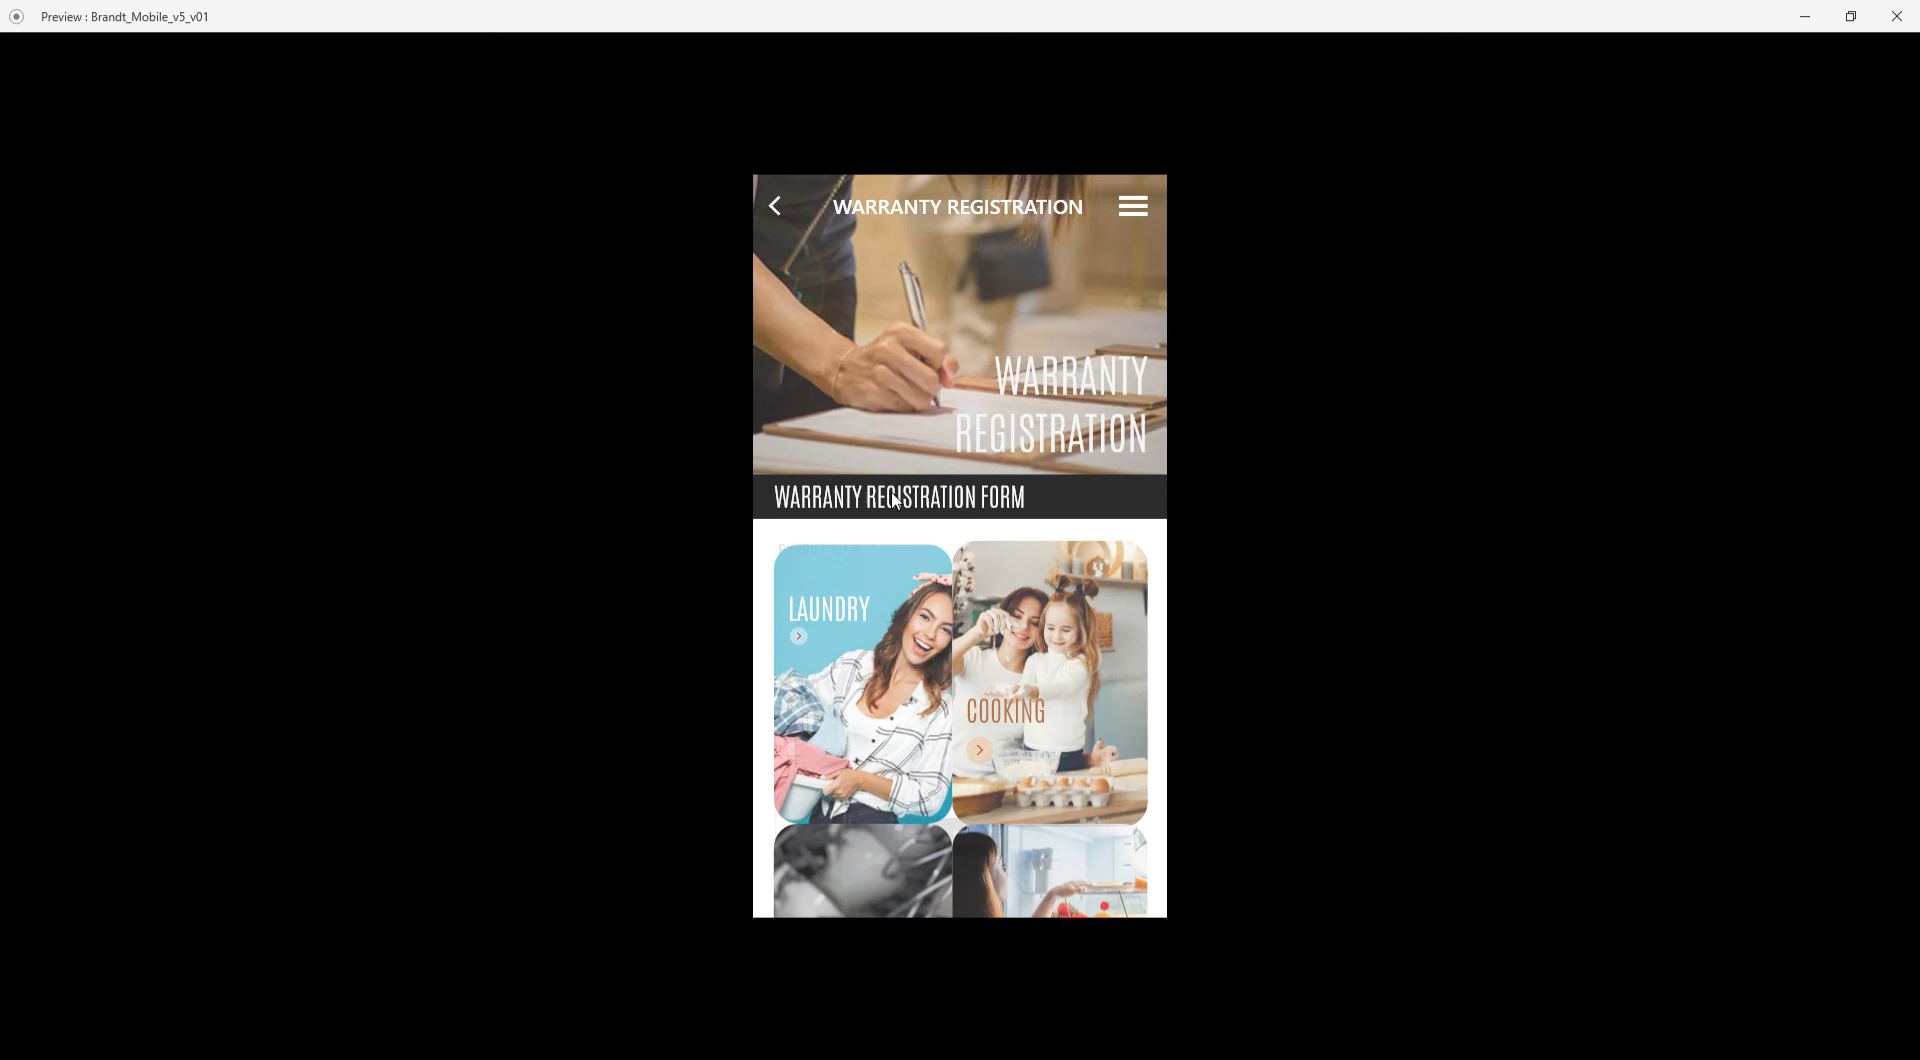 Preview : Brandt_Mobile_v5_v01
WARRANTY REGISTRATION
WARRANTY
REGISTRATION
WARRANTY REGISTRATION FORM
LAUNDRY
COOKING